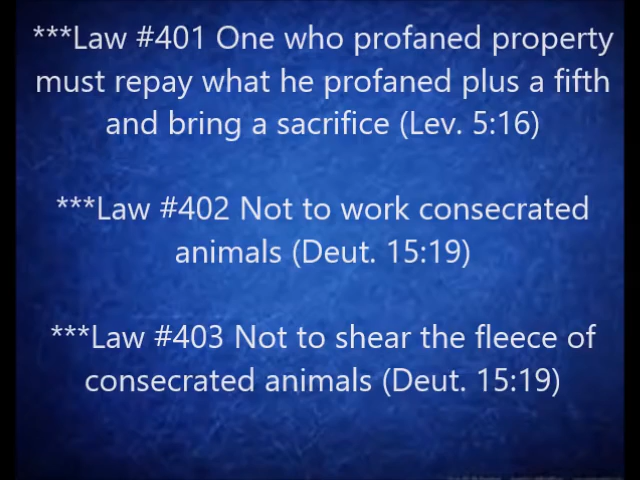 ***Law #401 One who profaned property
must repay what he profaned plus a fifth
and bring a sacrifice (Lev. 5:16)
***Law #402 Not to work consecrated
animals (Deut. 15:19)
***Law #403 Not to shear the fleece of
consecrated animals (Deut. 15:19)